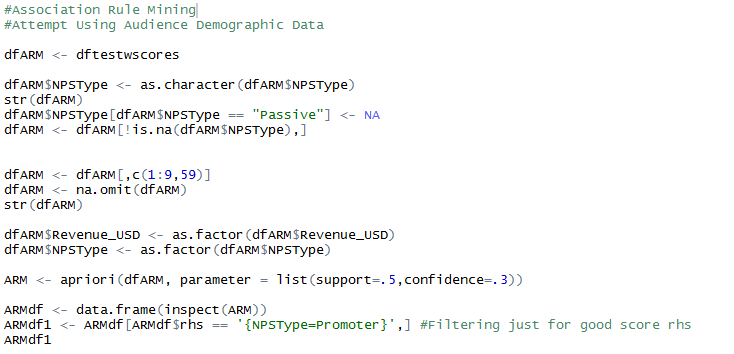 #Association Rule Mining
#Attempt Using Audience Demographic Data
dfARM <- dftestwscores
dfARM$NPSType <- as.character(dfARM$NPSType)
str(dfARM)
dfARM$NPSType[dfARM$NPSType == "Passive"] <- NA
dfARM <- dfARM[!is.na(dfARM$NPSType),]
dfARM <- dfARM[,c(1:9,59)]
dfARM <- na.omit(dfARM)
str(dfARM)
dfARM$Revenue_USD <- as.factor(dfARM$Revenue_USD)
dfARM$NPSType <- as.factor(dfARM$NPSType)
ARM <- apriori(dfARM, parameter = list(support=.5,confidence=.3))
ARMdf <- data.frame(inspect(ARM))
ARMdf1 <- ARMdf[ARMdf$rhs == '{NPSType=Promoter}',] #Filtering just for good score rhs
ARMdf1